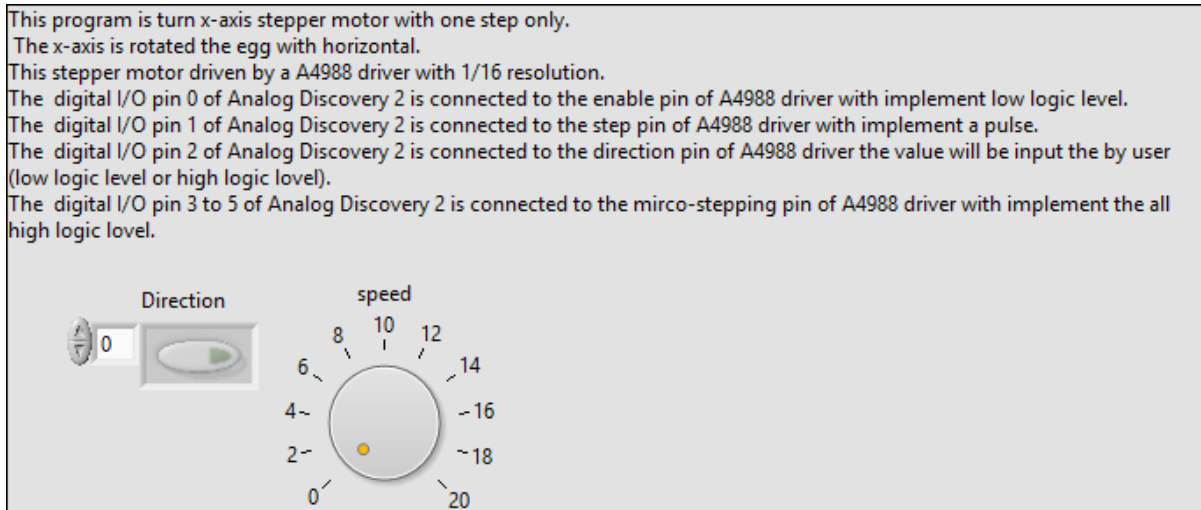 This program is turn x-axis stepper motor with one step only.
The x-axis is rotated the egg with horizontal.
This stepper motor driven by a A4988 driver with 1/16 resolution.
The  digital I/O pin 0 of Analog Discovery 2 is connected to the enable pin of A4988 driver with implement low logic level.
The  digital I/O pin 1 of Analog Discovery 2 is connected to the step pin of A4988 driver with implement a pulse.
The  digital I/O pin 2 of Analog Discovery 2 is connected to the direction pin of A4988 driver the value will be input the by user
(low logic level or high logic lovel).
The  digital I/O pin 3 to 5 of Analog Discovery 2 is connected to the mirco-stepping pin of A4988 driver with implement the all
high logic lovel.
Direction
0
speed
0
2
4
6
8
10
12
14
16
18
20